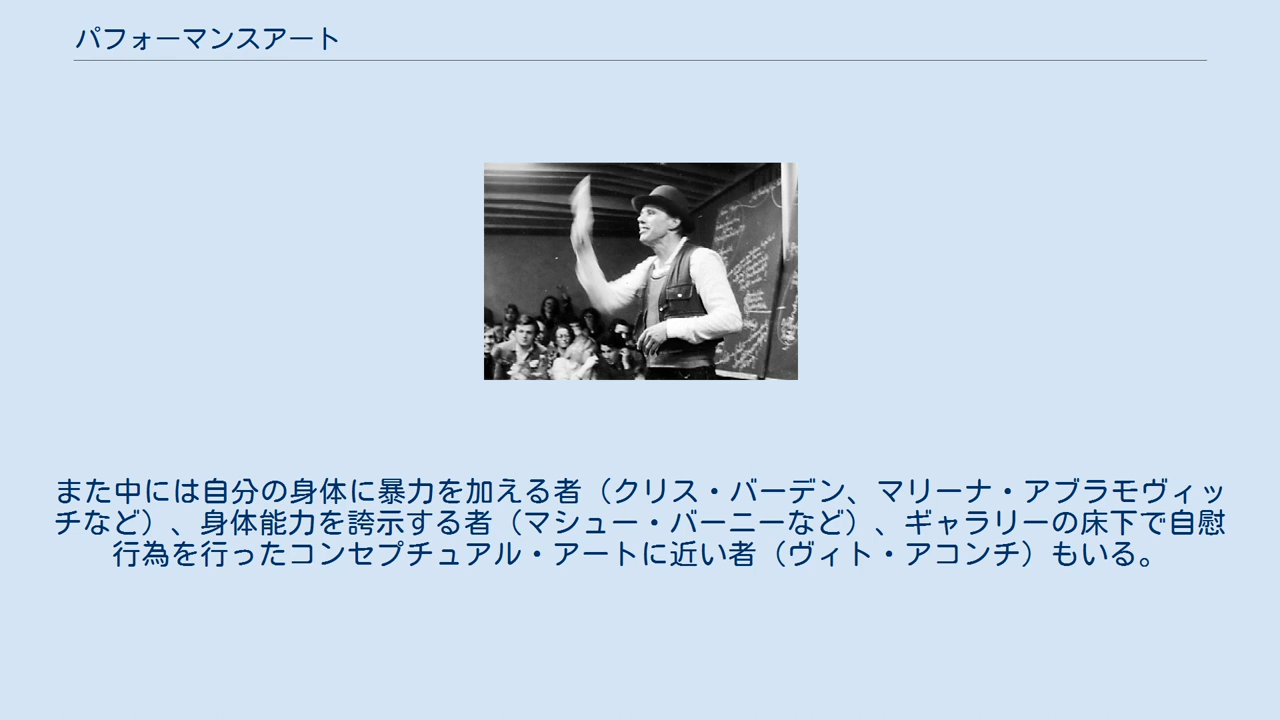 パフォーマンスアート
また中には自分の身体に暴力を加える者（クリス・バーデン、マリーナ・アブラモヴィッ
チなど）、身体能力を誇示する者（マシュー・バーニーなど）、ギャラリーの床下で自慰
行為を行ったコンセプチュアル・アートに近い者（ヴィト・アコンチ）もいる。